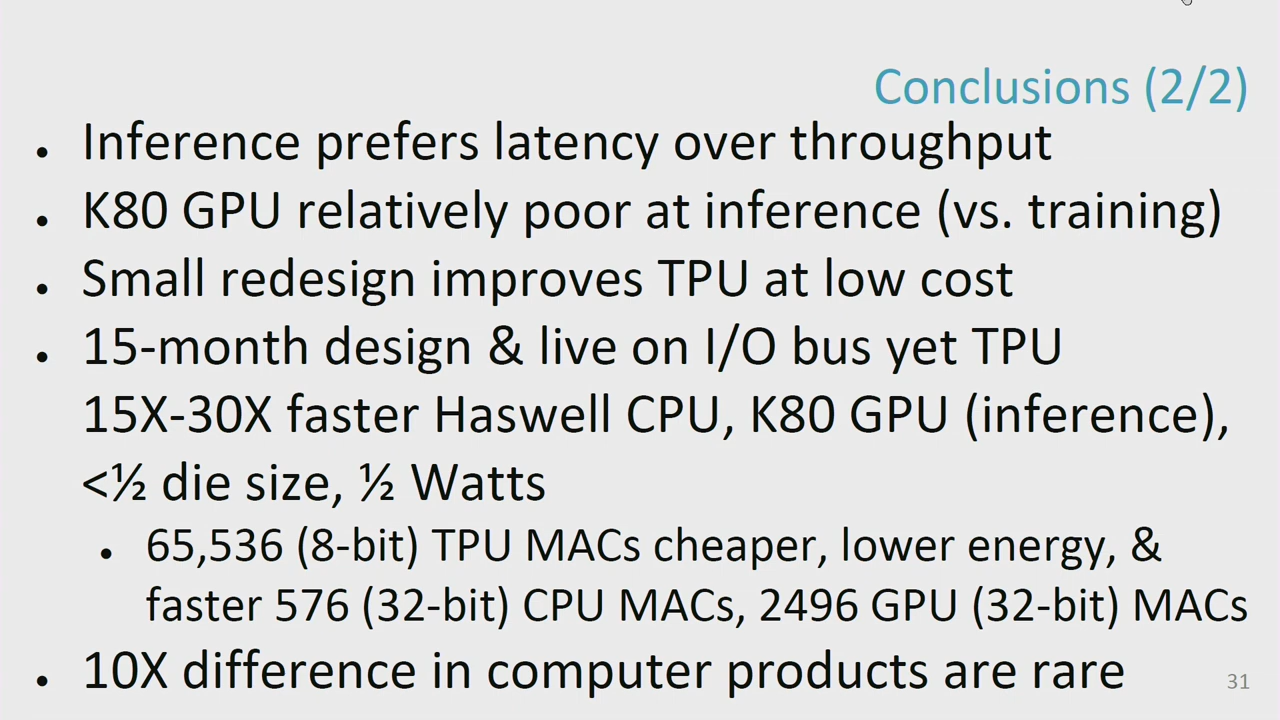 Conclusions (2/2)
• Inference prefers latency over throughput
• K80 GPU relatively poor at inference (vs. training)
• Small redesign improves TPU at low cost
• 15-month design & live on I/O bus yet TPU
15X-30X faster Haswell CPU, K80 GPU (inference),
<½ die size, ½ Watts
• 65,536 (8-bit) TPU MACs cheaper, lower energy, &
faster 576 (32-bit) CPU MACs, 2496 GPU (32-bit) MACs
• 10X difference in computer products are rare
31